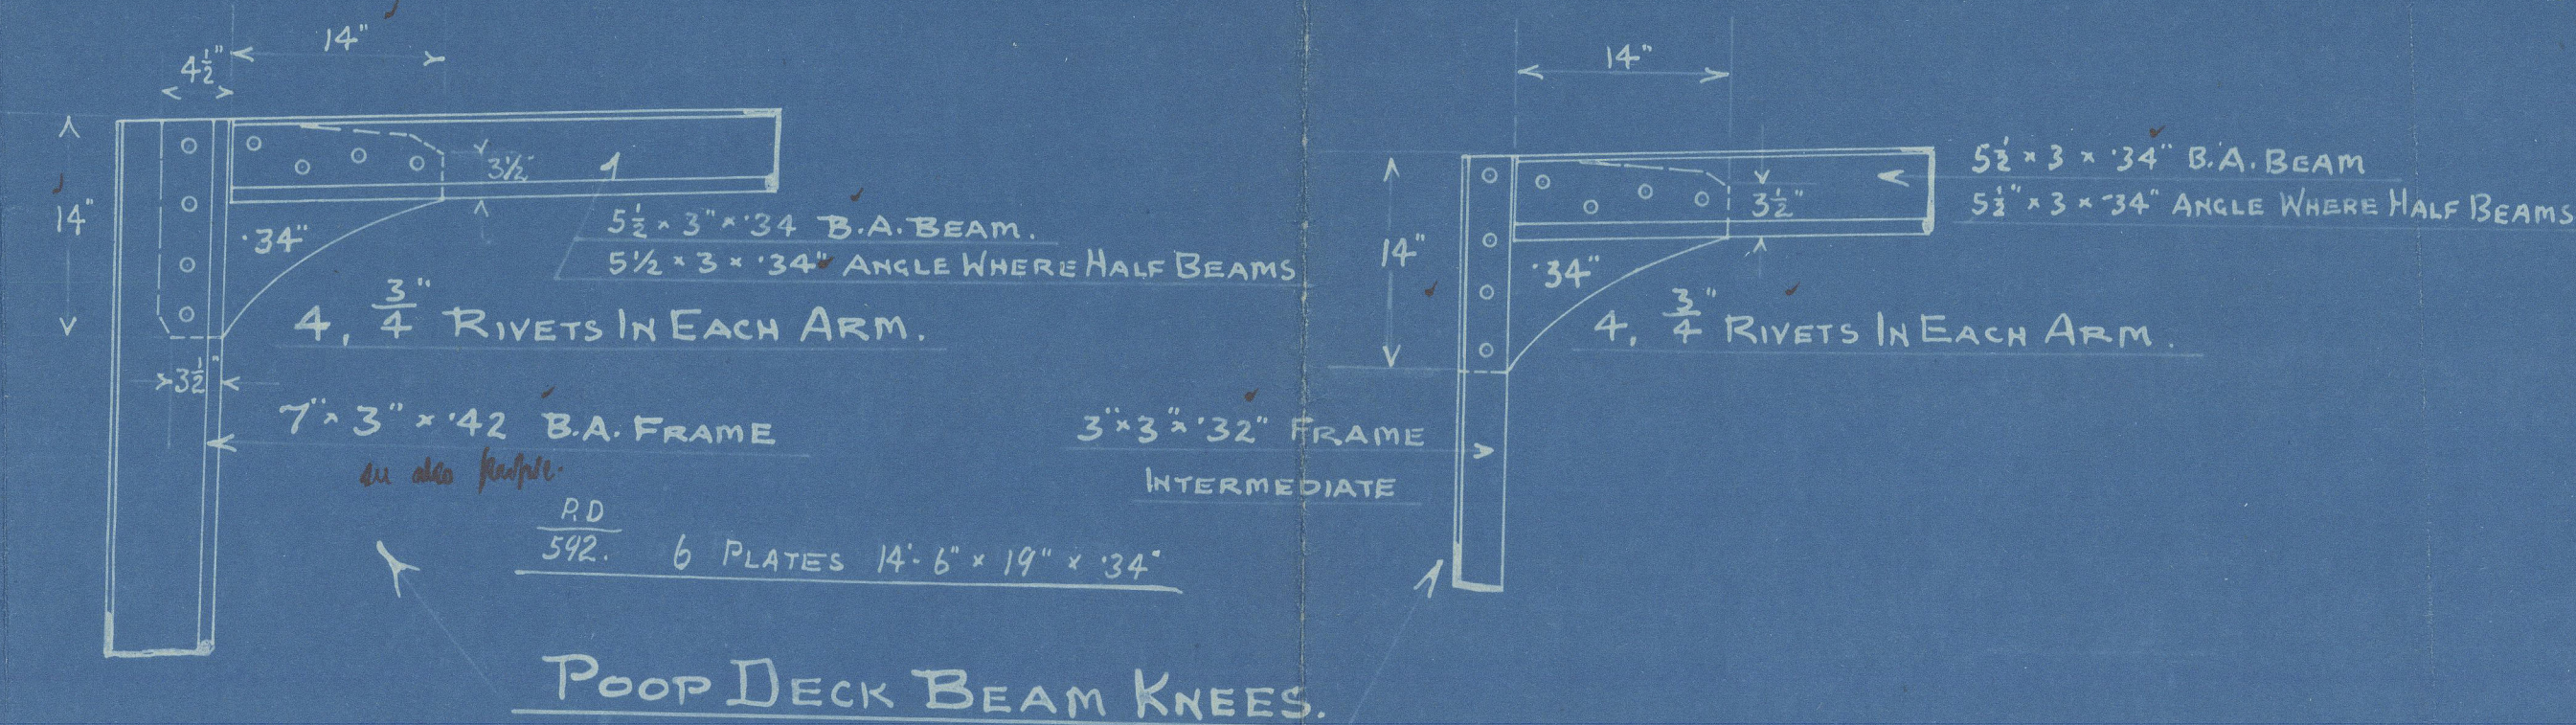 14"
4½"
3½"
14"
·34"
5½ × 3" × ·34 B.A. BEAM.
5½ × 3 × ·34" ANGLE WHERE HALF BEAMS
4, ¾" RIVETS IN EACH ARM.
3½"
7" × 3" × ·42 B.A. FRAME
P.D
592.
6 PLATES 14'-6" × 19" × ·34"
POOP DECK BEAM KNEES.
14"
5½ × 3 × ·34" B.A. BEAM
5½" × 3 × ·34" ANGLE WHERE HALF BEAMS
3½"
14"
·34"
4, ¾" RIVETS IN EACH ARM.
3" × 3" × ·32" FRAME
INTERMEDIATE